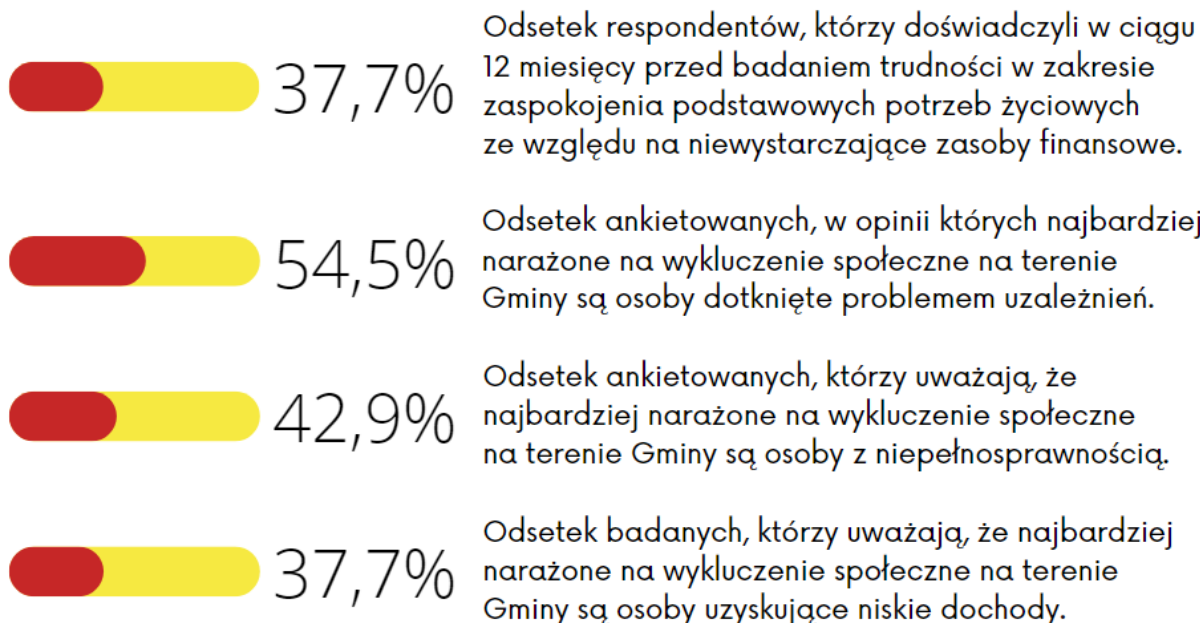 37,7%
Odsetek respondentów, którzy doświadczyli w ciągu
12 miesięcy przed badaniem trudności w zakresie
zaspokojenia podstawowych potrzeb życiowych
ze względu na niewystarczające zasoby finansowe.
54,5%
Odsetek ankietowanych, w opinii których najbardziej
narażone na wykluczenie społeczne na terenie
Gminy są osoby dotknięte problemem uzależnień.
42,9%
Odsetek ankietowanych, którzy uważają, że
najbardziej narażone na wykluczenie społeczne
na terenie Gminy są osoby z niepełnosprawnością.
37,7%
Odsetek badanych, którzy uważają, że najbardziej
narażone na wykluczenie społeczne na terenie
Gminy są osoby uzyskujące niskie dochody.